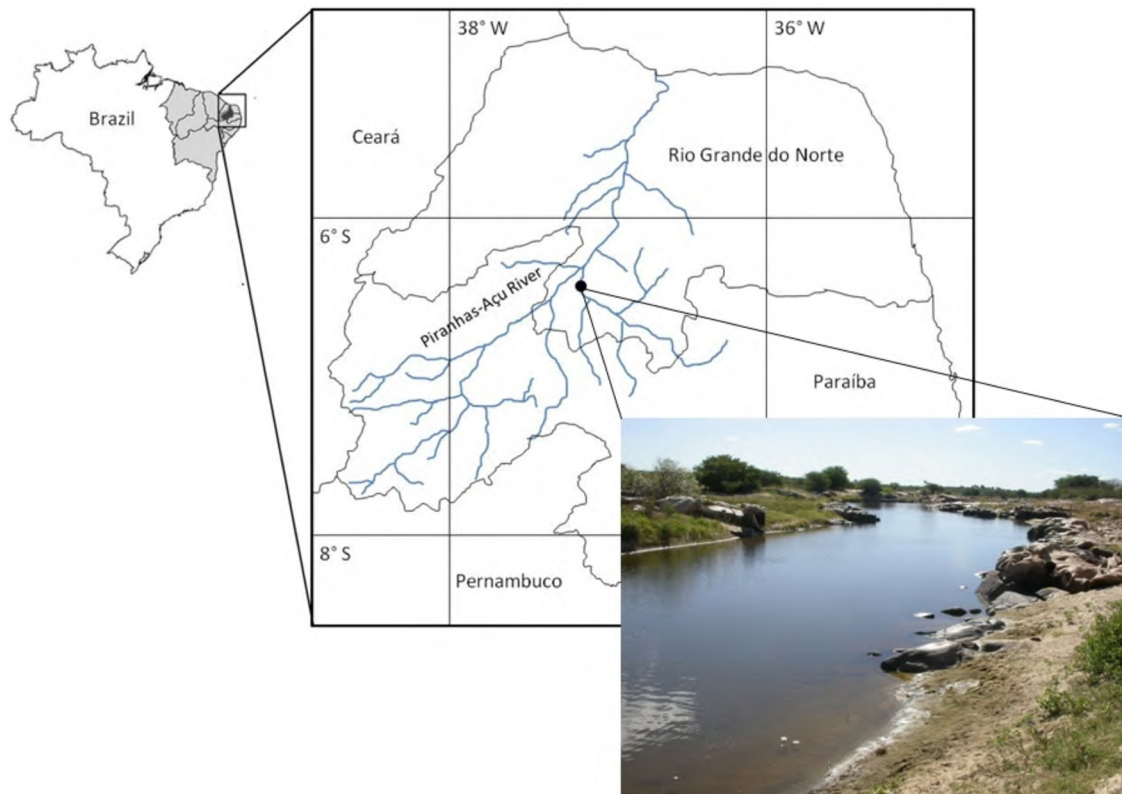 38° W
36° W
Brazil
Ceará
Rio Grande do Norte
6° S
Piranhas-Açu River
Paraíba
8° S
Pernambuco